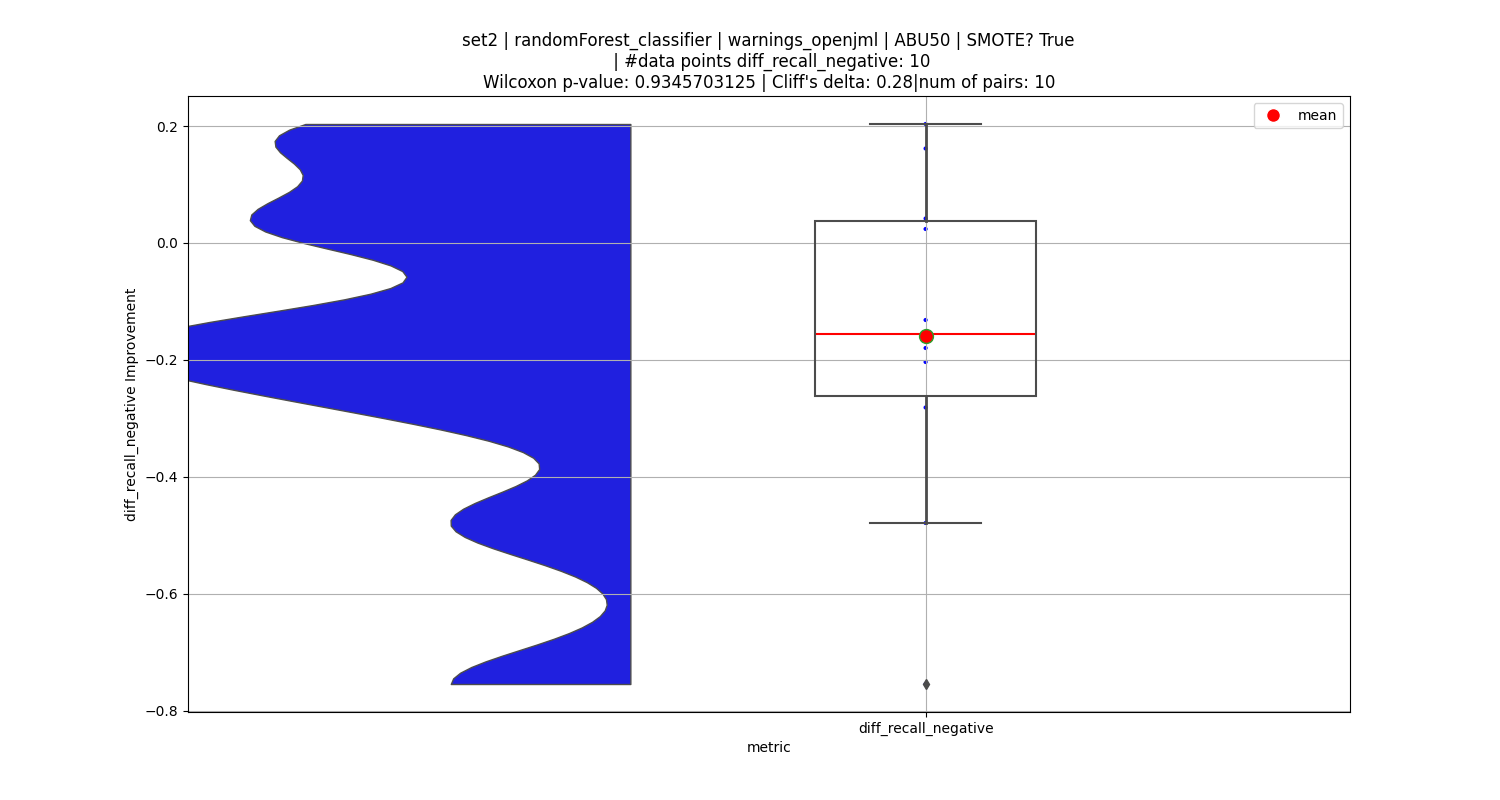 set2 | randomForest_classifier | warnings_openjml | ABU50 | SMOTE? True
| #data points diff_recall_negative: 10
Wilcoxon p-value: 0.9345703125 | Cliff's delta: 0.28|num of pairs: 10
mean
0.2
0.0
−0.2
−0.4
−0.6
−0.8
diff_recall_negative Improvement
diff_recall_negative
metric